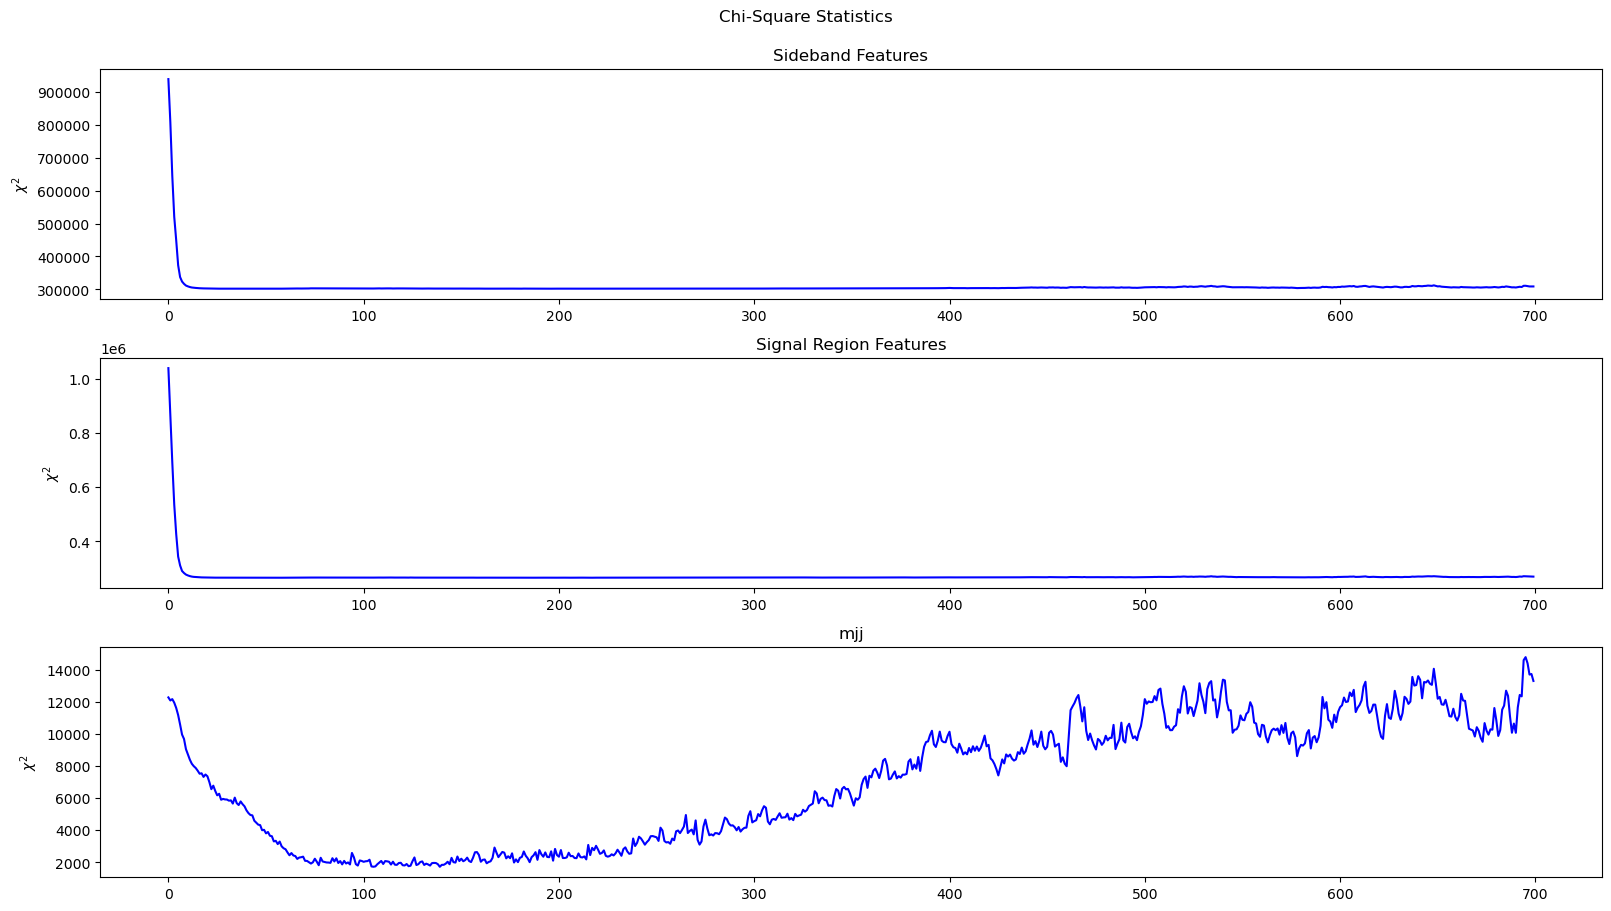 Chi-Square Statistics
Sideband Features
χ²
900000
800000
700000
600000
500000
400000
300000
0 100 200 300 400 500 600 700
Signal Region Features
1e6
χ²
1.0
0.8
0.6
0.4
0 100 200 300 400 500 600 700
mjj
χ²
14000
12000
10000
8000
6000
4000
2000
0 100 200 300 400 500 600 700